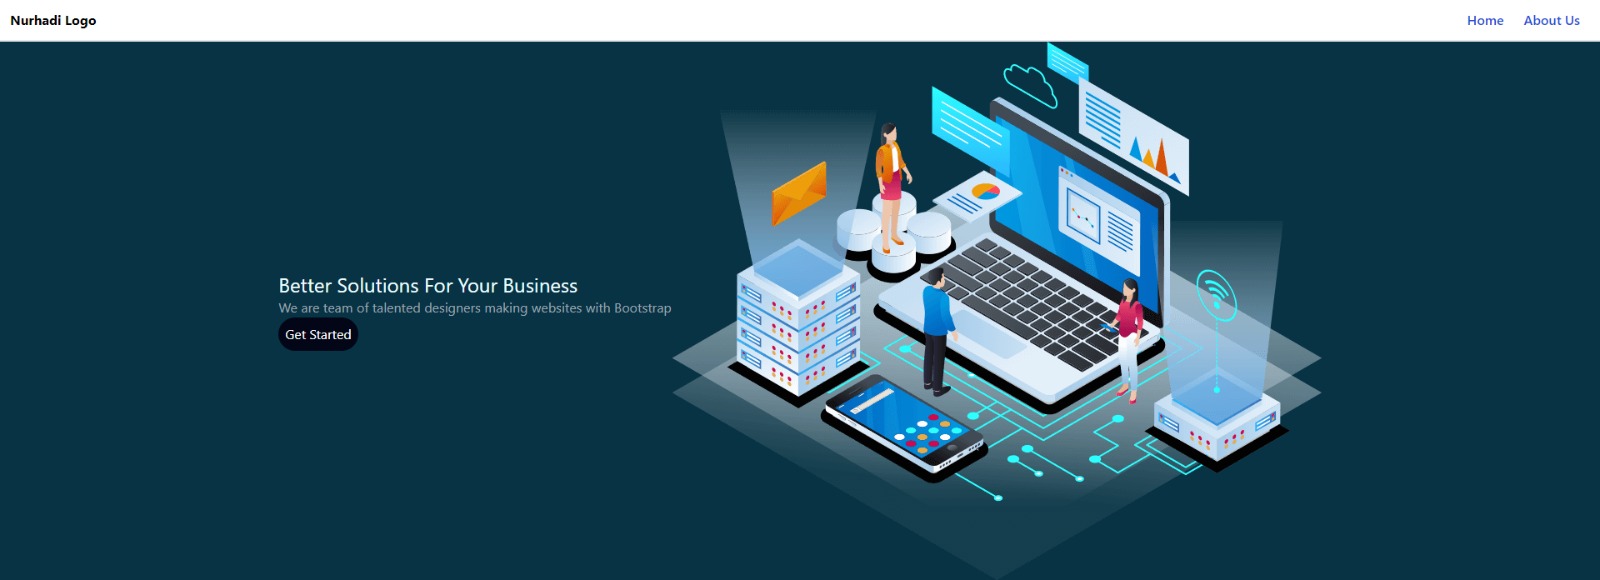 Nurhadi Logo
Home
About Us
Better Solutions For Your Business
We are team of talented designers making websites with Bootstrap
Get Started